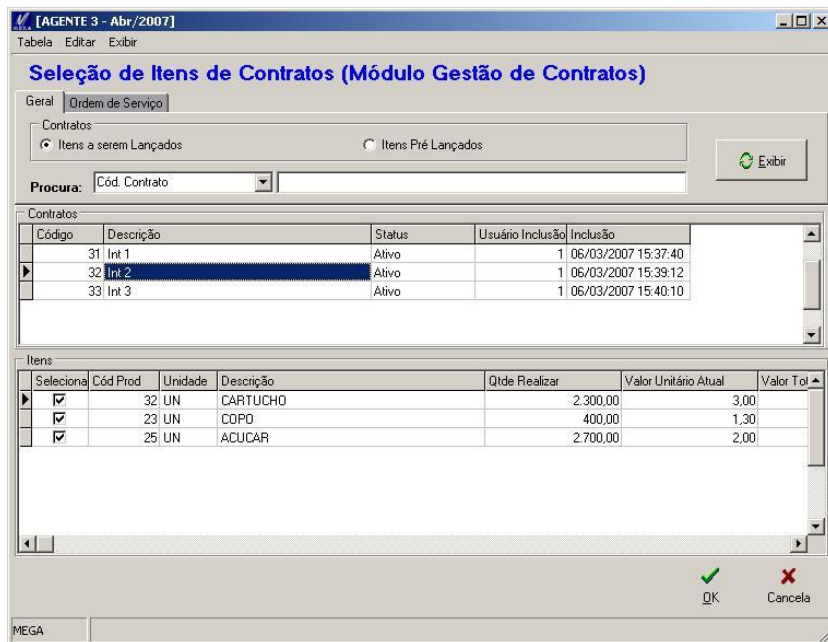 [AGENTE 3 - Abr/2007]
Tabela Editar Exibir
Seleção de Itens de Contratos (Módulo Gestão de Contratos)
Geral Ordem de Serviço
Contratos
Itens a serem Lançados Itens Pré Lançados
Exibir
Procura: Cód. Contrato
Contratos
Código Descrição Status Usuário Inclusão Inclusão
31 Int 1 Ativo 1 06/03/2007 15:37:40
32 Int 2 Ativo 1 06/03/2007 15:39:12
33 Int 3 Ativo 1 06/03/2007 15:40:10
Itens
Seleciona Cód Prod Unidade Descrição Qtde Realizar Valor Unitário Atual Valor Tot
32 UN CARTUCHO 2.300,00 3,00
23 UN COPO 400,00 1,30
25 UN ACUCAR 2.700,00 2,00
OK Cancela
MEGA